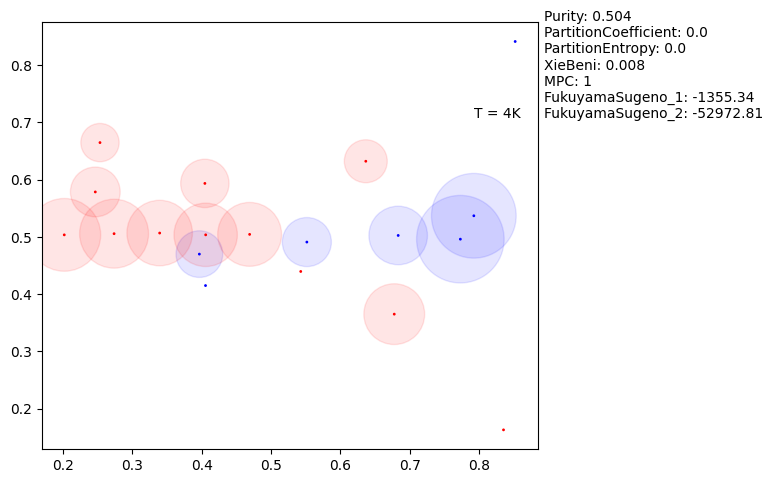 Purity: 0.504
PartitionCoefficient: 0.0
PartitionEntropy: 0.0
XieBeni: 0.008
MPC: 1
FukuyamaSugeno_1: -1355.34
FukuyamaSugeno_2: -52972.81
T = 4K
0.8
0.7
0.6
0.5
0.4
0.3
0.2
0.2 0.3 0.4 0.5 0.6 0.7 0.8